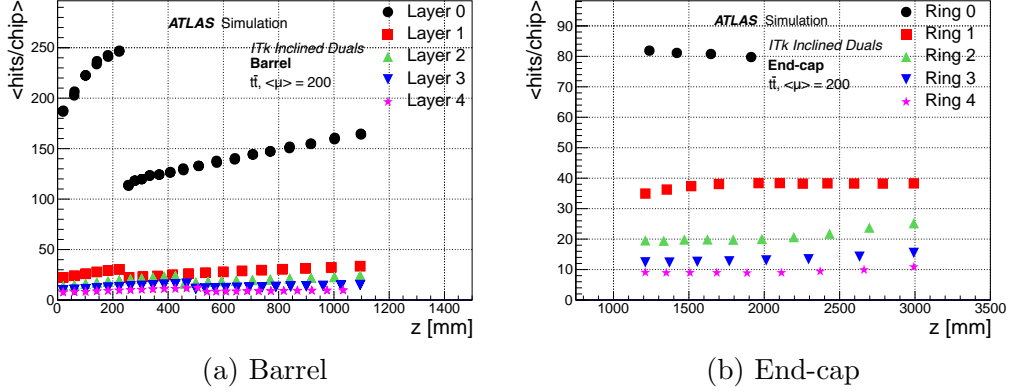 <hits/chip>
300
250
200
150
100
50
0
0 200 400 600 800 1000 1200 1400
z [mm]
ATLAS Simulation
ITk Inclined Duals
Barrel
tt̄, <μ> = 200
Layer 0
Layer 1
Layer 2
Layer 3
Layer 4
(a) Barrel
<hits/chip>
90
80
70
60
50
40
30
20
10
0
1000 1500 2000 2500 3000 3500
z [mm]
ATLAS Simulation
ITk Inclined Duals
End-cap
tt̄, <μ> = 200
Ring 0
Ring 1
Ring 2
Ring 3
Ring 4
(b) End-cap